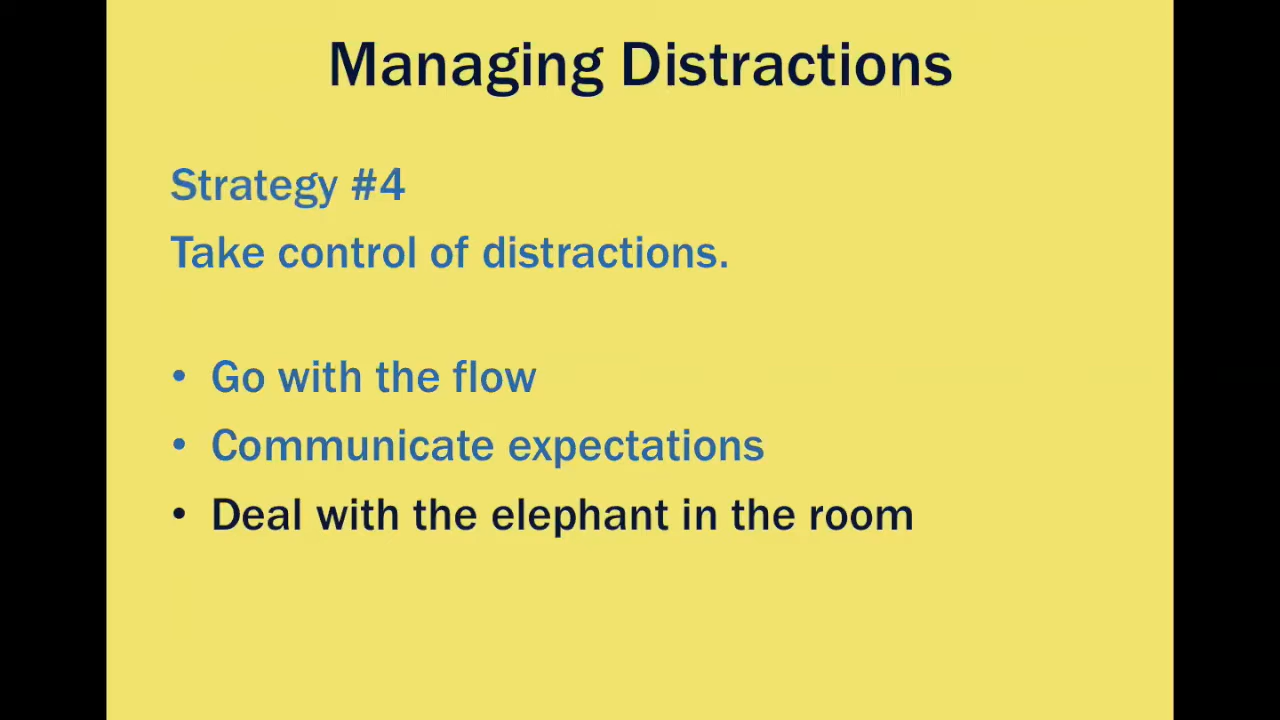 Managing Distractions
Strategy #4
Take control of distractions.
• Go with the flow
• Communicate expectations
• Deal with the elephant in the room